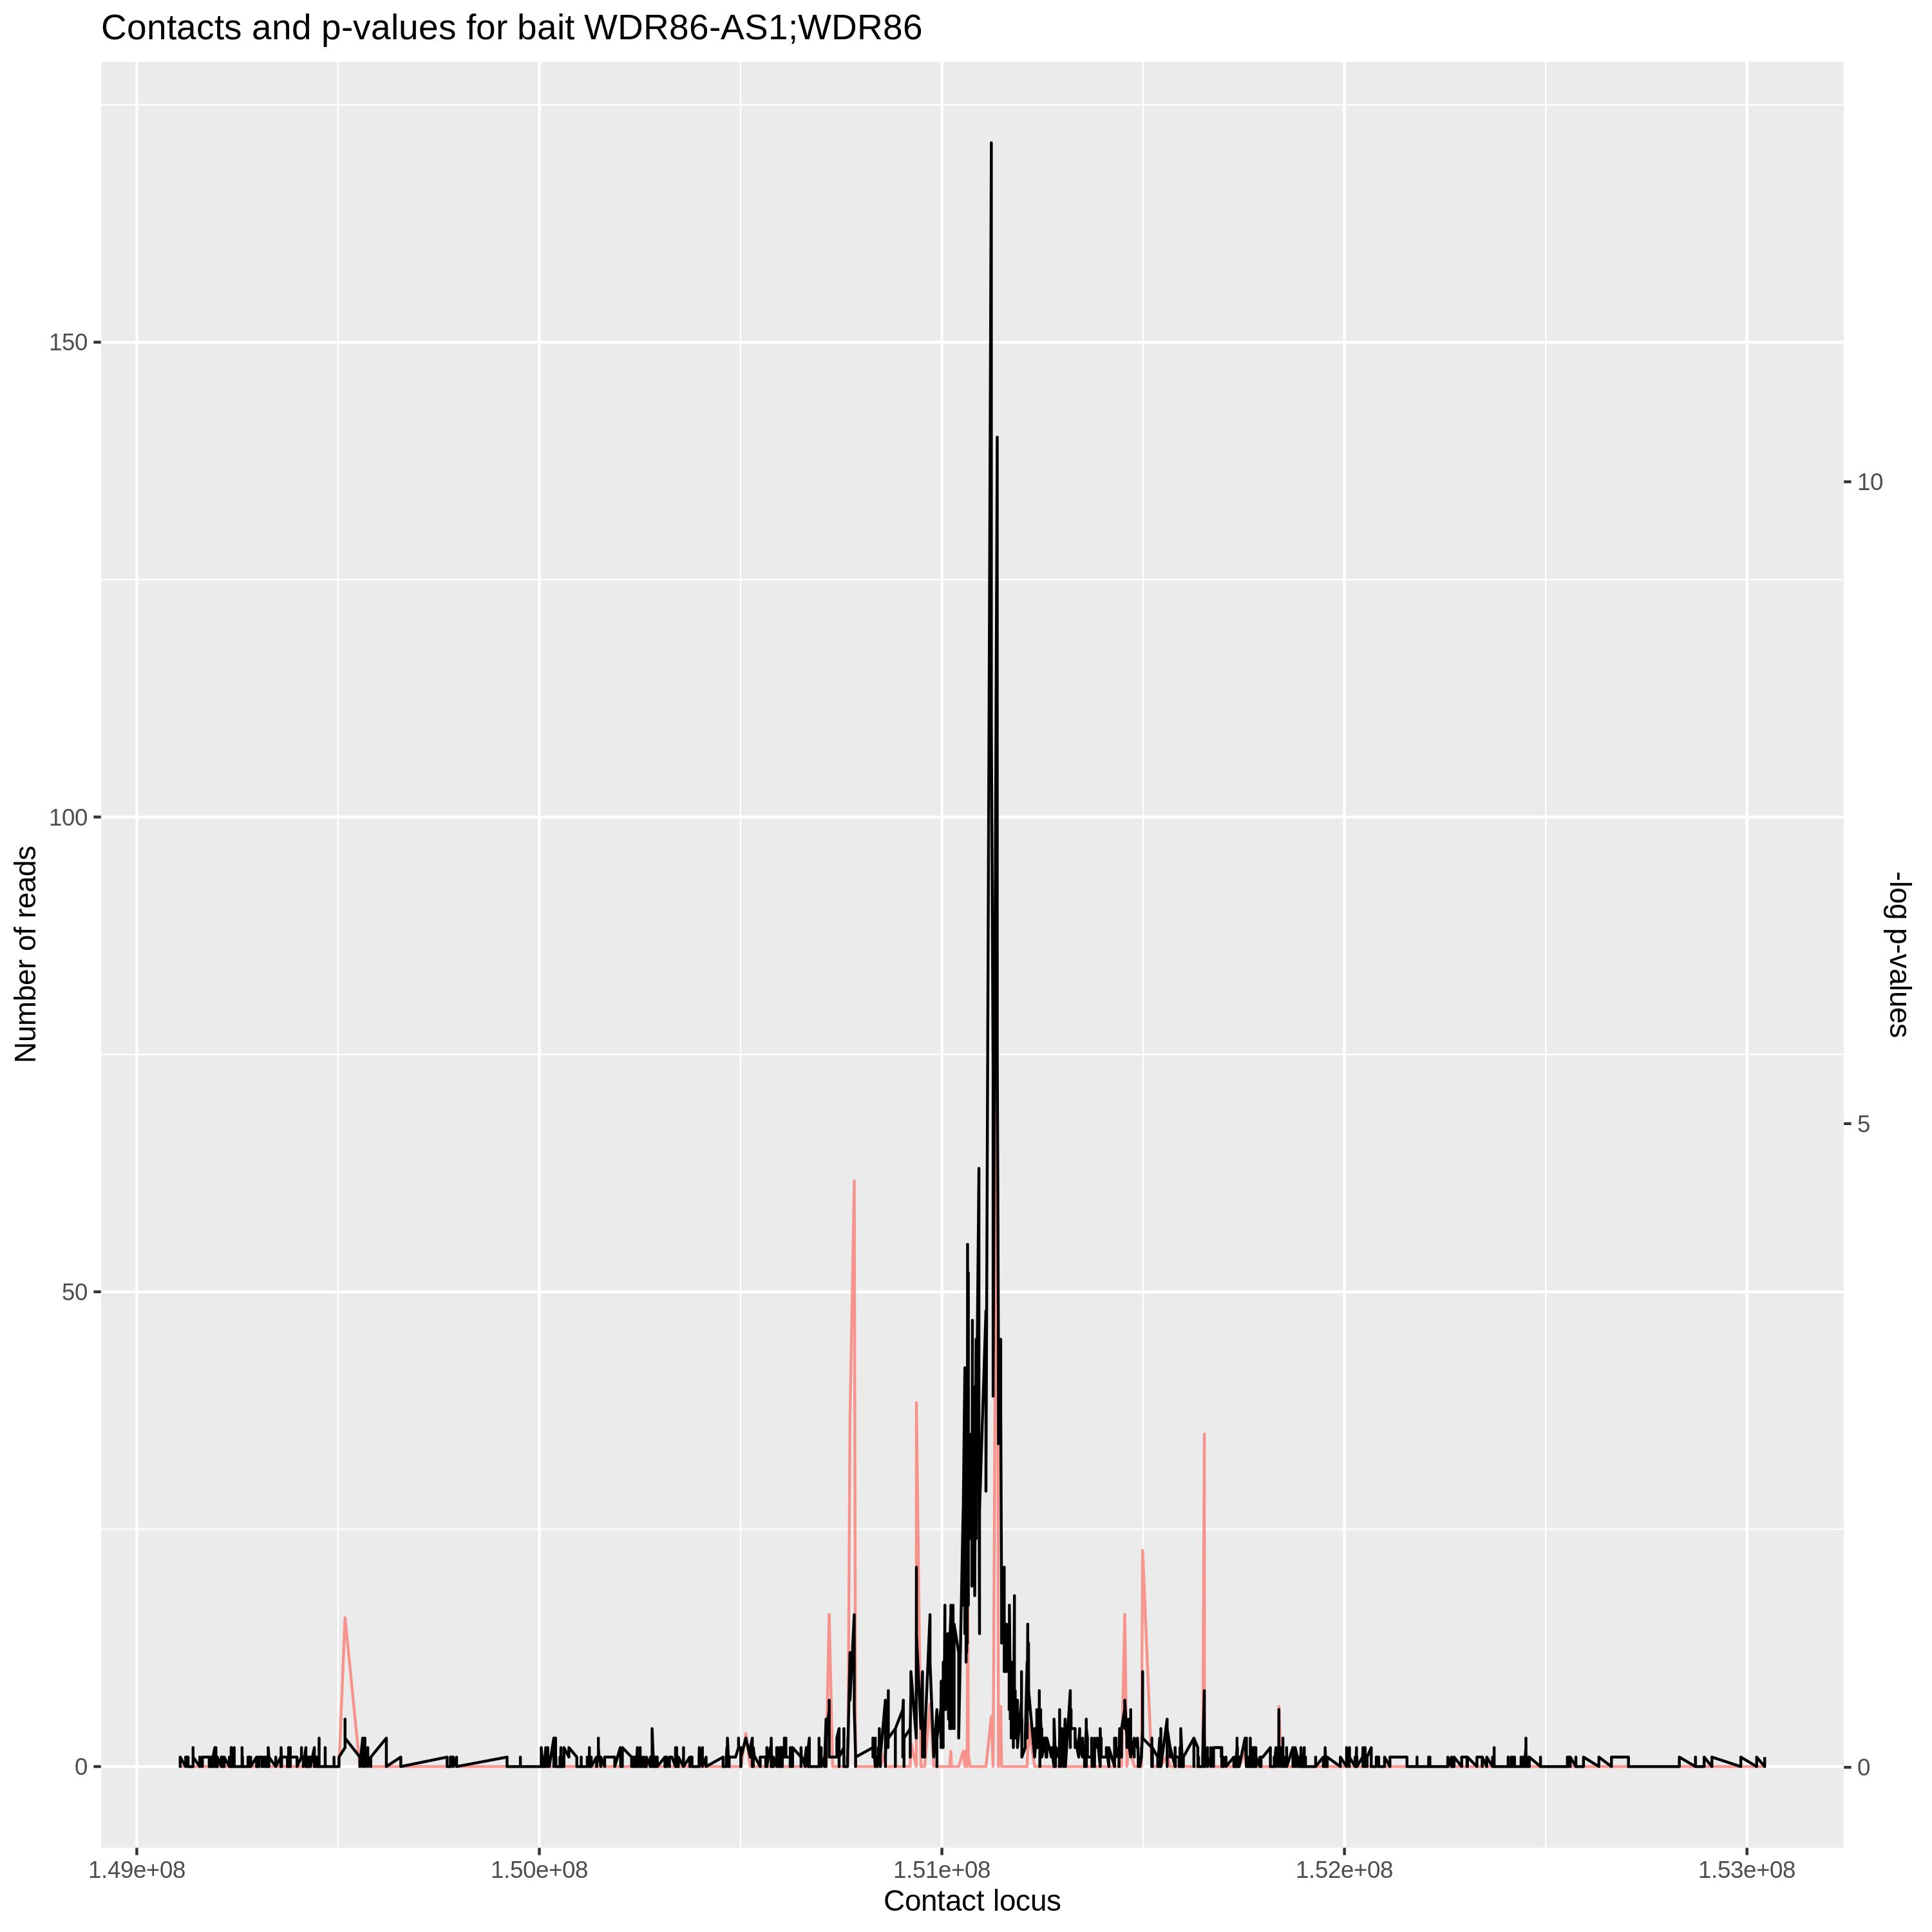 Contacts and p-values for bait WDR86-AS1;WDR86
150
100
50
0
Number of reads
10
5
0
-log p-values
1.49e+08 1.50e+08 1.51e+08 1.52e+08 1.53e+08
Contact locus